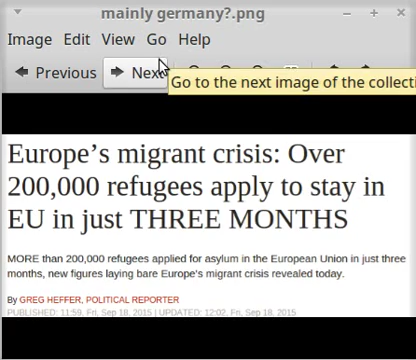 mainly germany?.png
Image Edit View Go Help
Previous Next
Go to the next image of the collecti
Europe's migrant crisis: Over
200,000 refugees apply to stay in
EU in just THREE MONTHS
MORE than 200,000 refugees applied for asylum in the European Union in just three
months, new figures laying bare Europe's migrant crisis revealed today.
By GREG HEFFER, POLITICAL REPORTER
PUBLISHED: 11:59, Fri, Sep 18, 2015 | UPDATED: 12:02, Fri, Sep 18, 2015